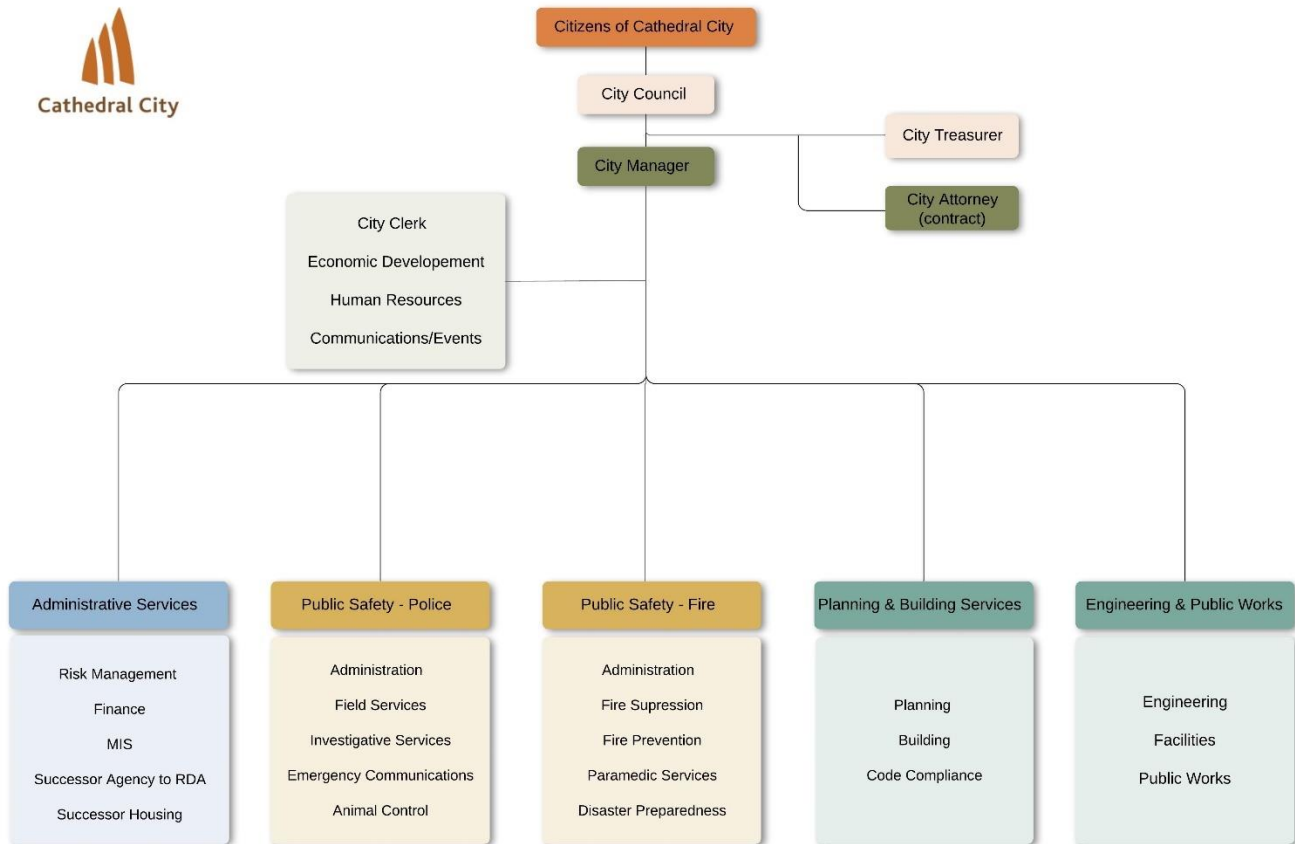 Cathedral City
Citizens of Cathedral City
City Council
City Treasurer
City Manager
City Attorney
(contract)
City Clerk
Economic Developement
Human Resources
Communications/Events
Administrative Services
Risk Management
Finance
MIS
Successor Agency to RDA
Successor Housing
Public Safety - Police
Administration
Field Services
Investigative Services
Emergency Communications
Animal Control
Public Safety - Fire
Administration
Fire Supression
Fire Prevention
Paramedic Services
Disaster Preparedness
Planning & Building Services
Planning
Building
Code Compliance
Engineering & Public Works
Engineering
Facilities
Public Works